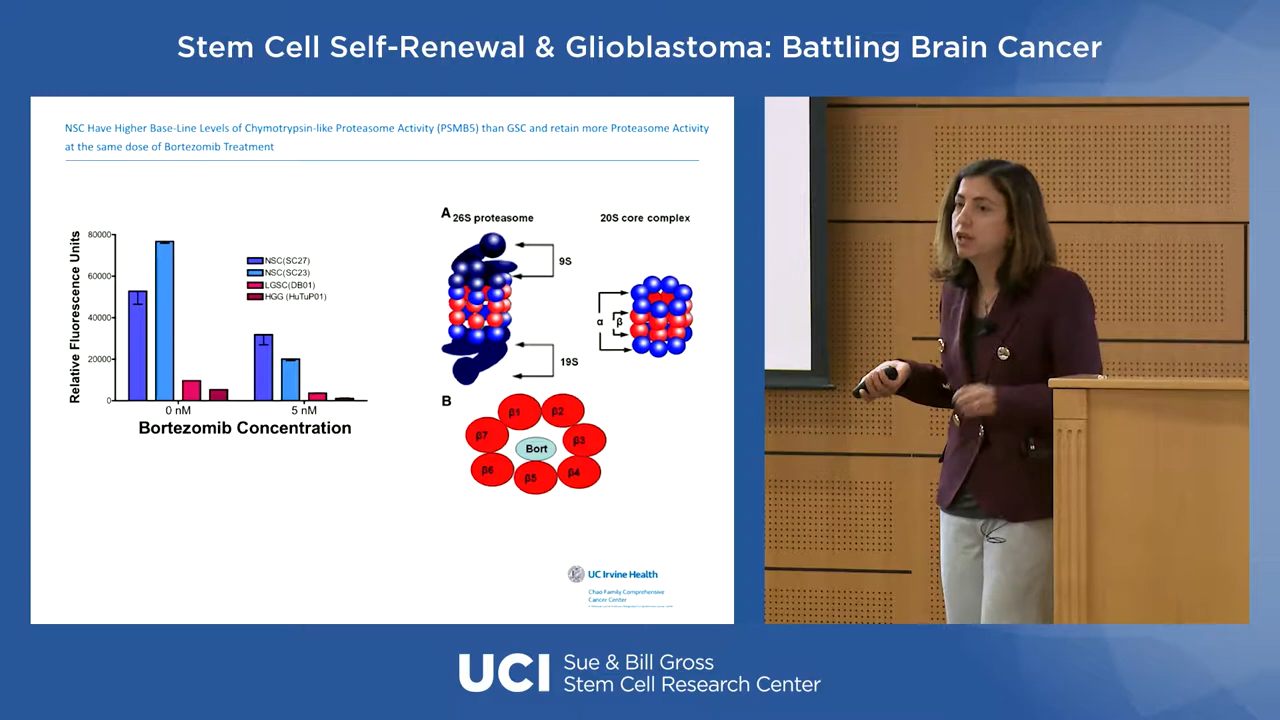 Stem Cell Self-Renewal & Glioblastoma: Battling Brain Cancer
NSC Have Higher Base-Line Levels of Chymotrypsin-like Proteasome Activity (PSMB5) than GSC and retain more Proteasome Activity
at the same dose of Bortezomib Treatment
Relative Fluorescence Units
80000
60000
40000
20000
0
NSC(SC27)
NSC(SC23)
LGSC(DB01)
HGG (HuTuP01)
0 nM
5 nM
Bortezomib Concentration
A
26S proteasome
20S core complex
9S
α
β
19S
B
β1
β2
β7
β3
Bort
β6
β5
β4
UC Irvine Health
Chao Family Comprehensive
Cancer Center
UCI
Sue & Bill Gross
Stem Cell Research Center